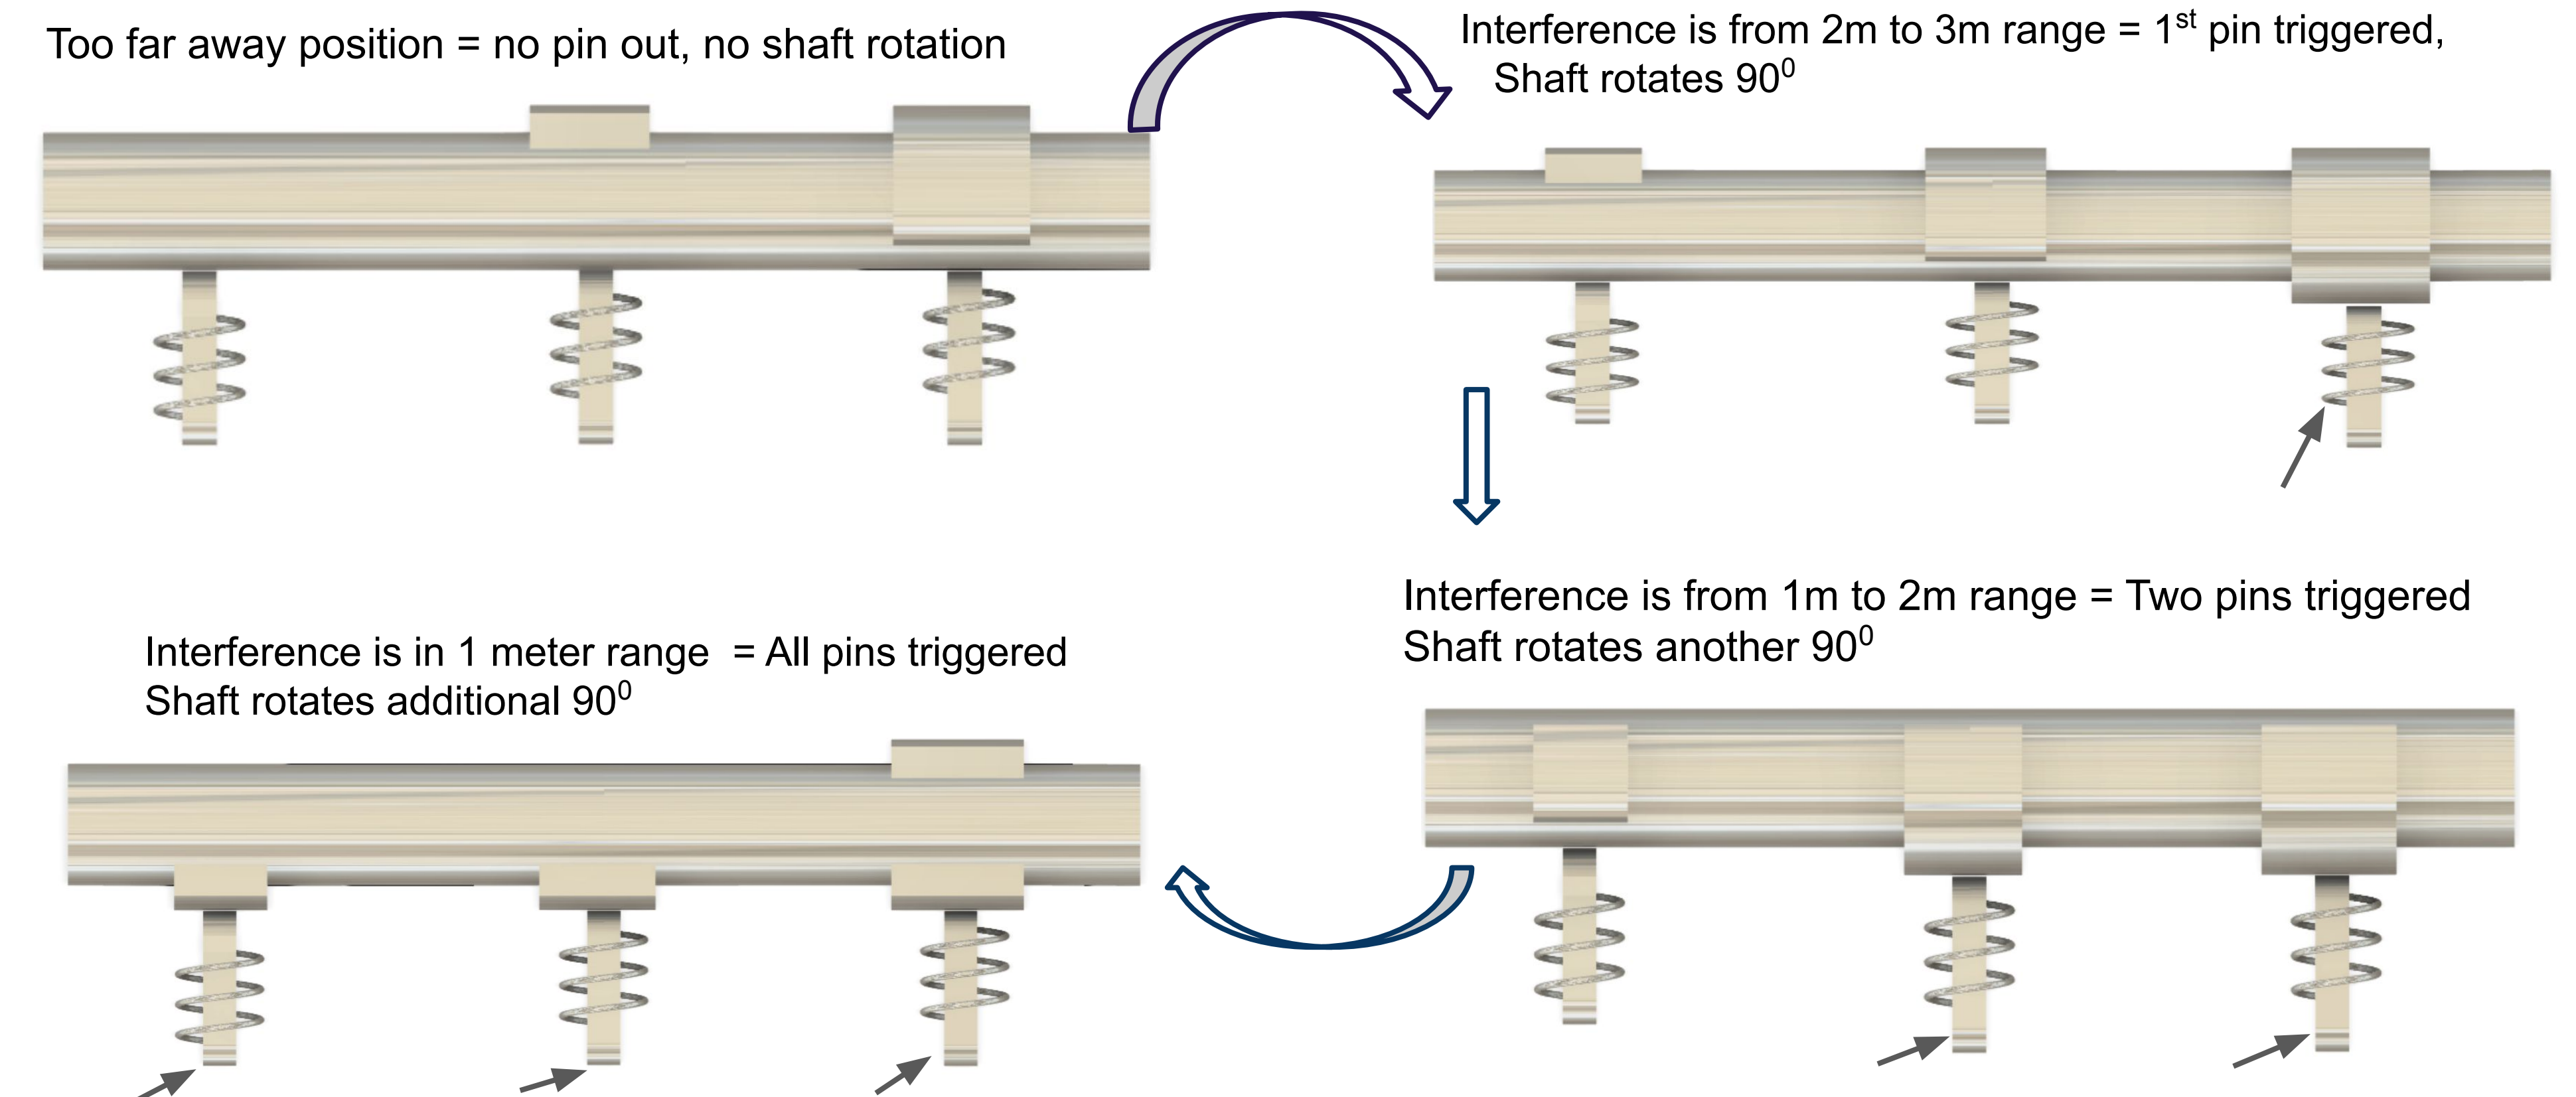 Too far away position = no pin out, no shaft rotation
Interference is from 2m to 3m range = 1st pin triggered,
Shaft rotates 90⁰
Interference is from 1m to 2m range = Two pins triggered
Shaft rotates another 90⁰
Interference is in 1 meter range = All pins triggered
Shaft rotates additional 90⁰